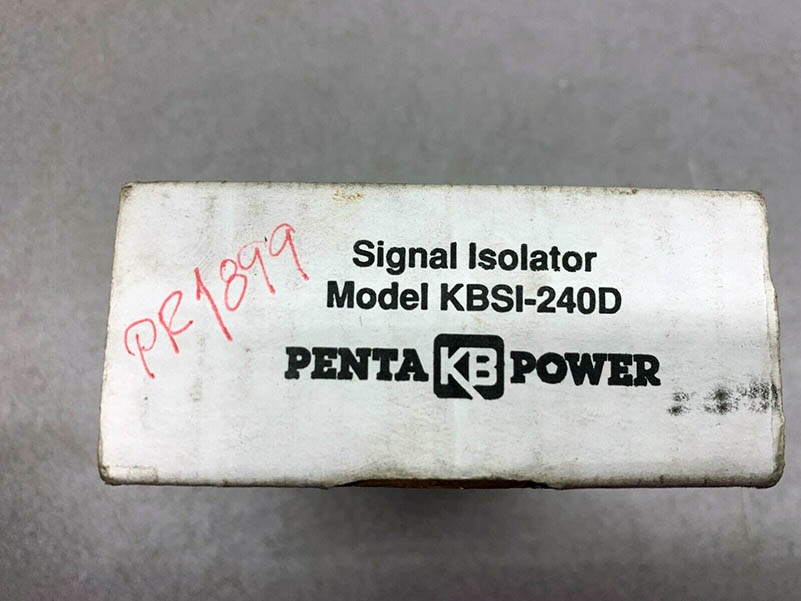 PR1899
Signal Isolator
Model KBSI-240D
PENTA KB POWER